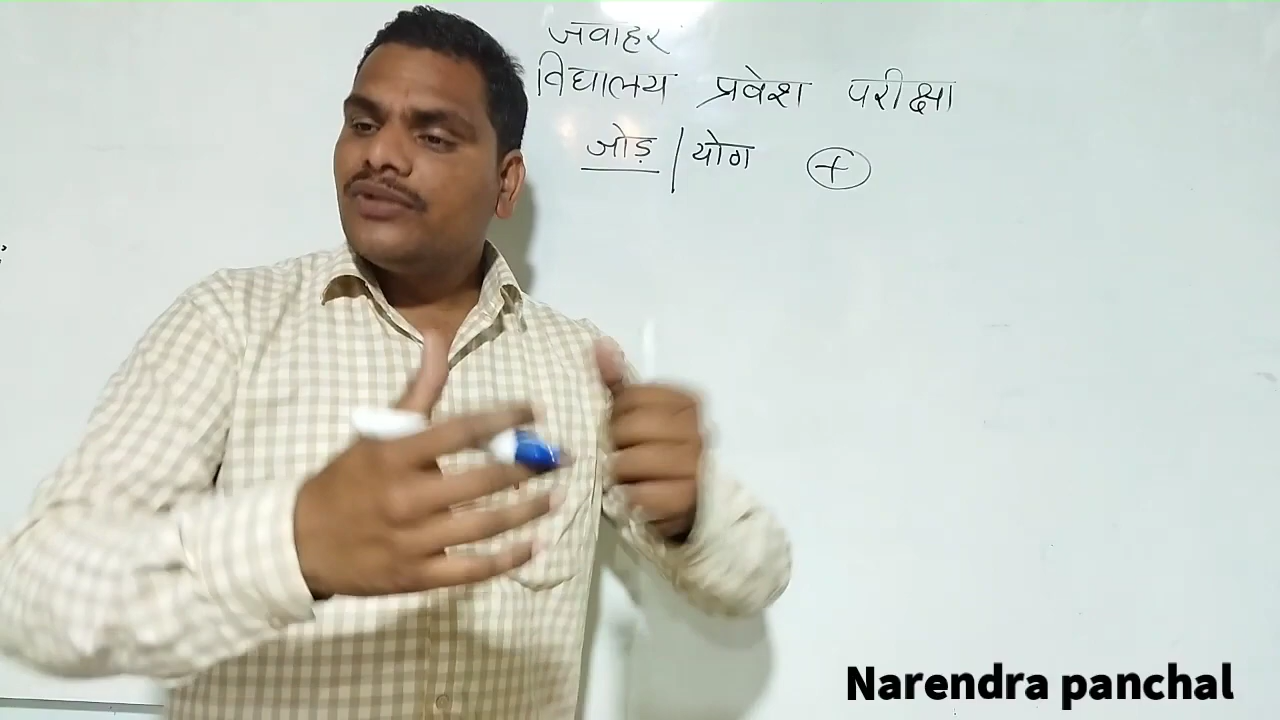 जवाहर
विद्यालय प्रवेश परीक्षा
जोड़ | योग +
Narendra panchal